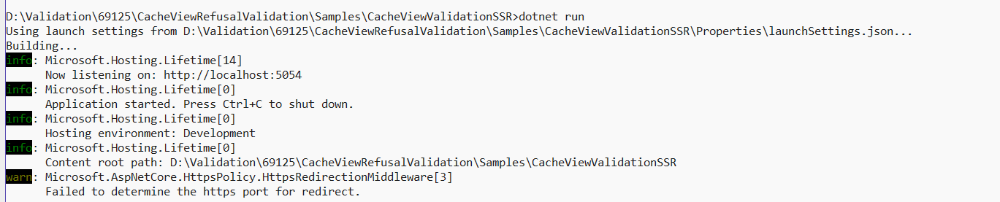 D:\Validation\69125\CacheViewRefusalValidation\Samples\CacheViewValidationSSR>dotnet run
Using launch settings from D:\Validation\69125\CacheViewRefusalValidation\Samples\CacheViewValidationSSR\Properties\launchSettings.json...
Building...
info: Microsoft.Hosting.Lifetime[14]
      Now listening on: http://localhost:5054
info: Microsoft.Hosting.Lifetime[0]
      Application started. Press Ctrl+C to shut down.
info: Microsoft.Hosting.Lifetime[0]
      Hosting environment: Development
info: Microsoft.Hosting.Lifetime[0]
      Content root path: D:\Validation\69125\CacheViewRefusalValidation\Samples\CacheViewValidationSSR
warn: Microsoft.AspNetCore.HttpsPolicy.HttpsRedirectionMiddleware[3]
      Failed to determine the https port for redirect.